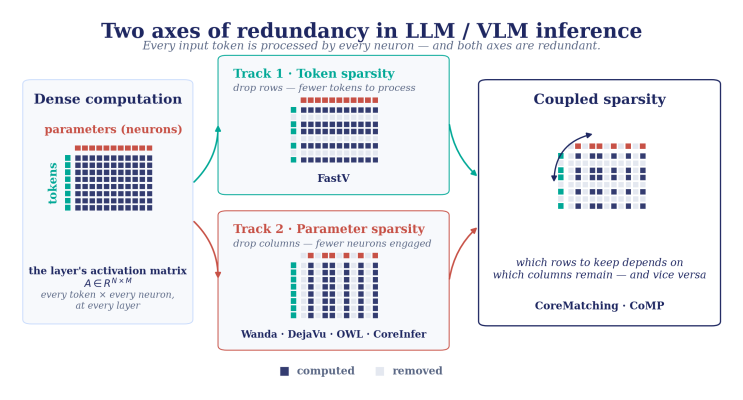 Two axes of redundancy in LLM / VLM inference
Every input token is processed by every neuron — and both axes are redundant.
Dense computation
parameters (neurons)
tokens
the layer's activation matrix
A ∈ R^{N×M}
every token × every neuron,
at every layer
Track 1 · Token sparsity
drop rows — fewer tokens to process
FastV
Track 2 · Parameter sparsity
drop columns — fewer neurons engaged
Wanda · DejaVu · OWL · CoreInfer
Coupled sparsity
which rows to keep depends on
which columns remain — and vice versa
CoreMatching · CoMP
computed
removed